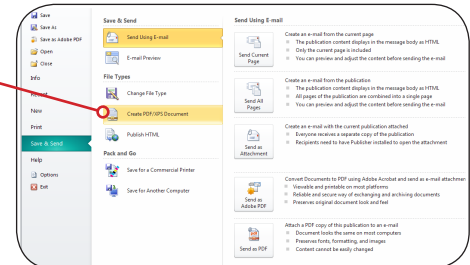 Save
Save As
Save as Adobe PDF
Open
Close
Info
Recent
New
Print
Save & Send
Help
Options
Exit
Save & Send
Send Using E-mail
E-mail Preview
File Types
Change File Type
Create PDF/XPS Document
Publish HTML
Pack and Go
Save for a Commercial Printer
Save for Another Computer
Send Using E-mail
Send Current Page
Create an e-mail from the current page
The publication content displays in the message body as HTML
Only the current page is included
You can preview and adjust the content before sending the e-mail
Send All Pages
Create an e-mail from the publication
The publication content displays in the message body as HTML
All pages of the publication are combined into a single page
You can preview and adjust the content before sending the e-mail
Send as Attachment
Create an e-mail with the current publication attached
Everyone receives a separate copy of the publication
Recipients need to have Publisher installed to open the attachment
Send as Adobe PDF
Convert Documents to PDF using Adobe Acrobat and send as e-mail attachmen
Viewable and printable on most platforms
Reliable and secure way of exchanging and archiving documents
Preserves original document look and feel
Send as PDF
Attach a PDF copy of this publication to an e-mail
Document looks the same on most computers
Preserves fonts, formatting, and images
Content cannot be easily changed